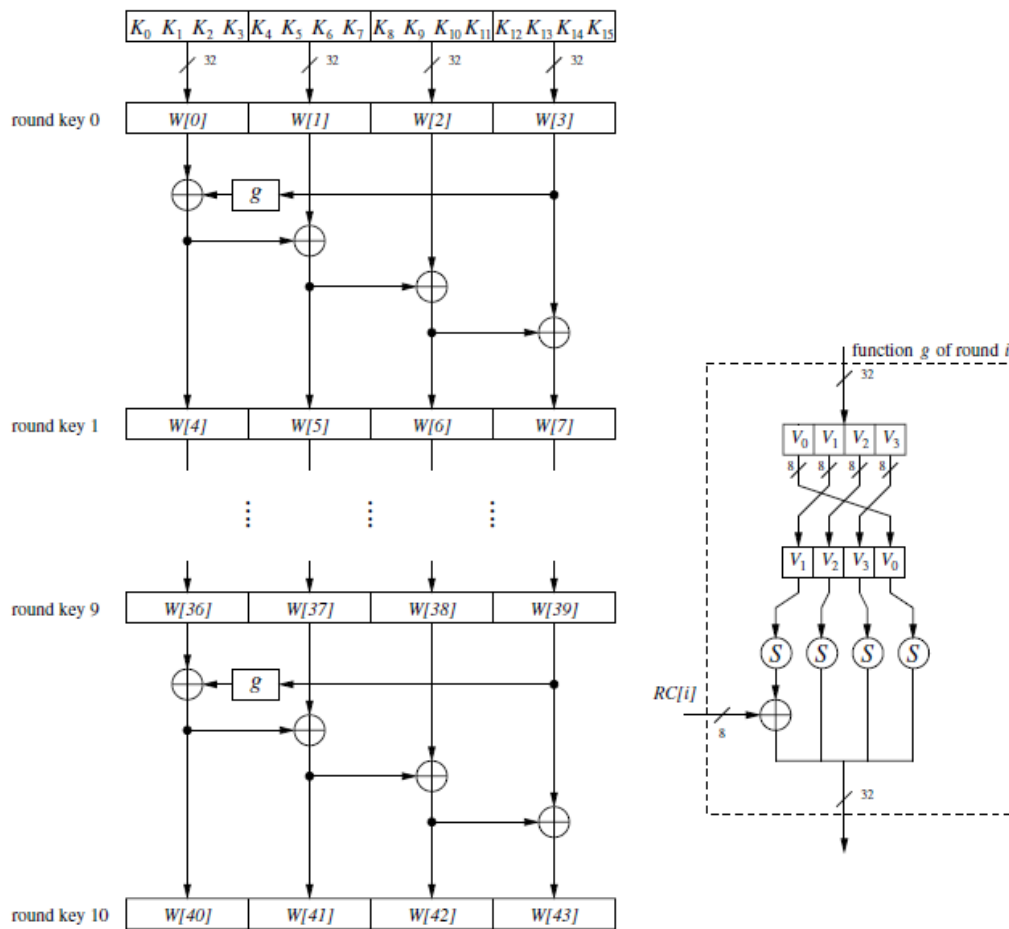 K0 K1 K2 K3 K4 K5 K6 K7 K8 K9 K10 K11 K12 K13 K14 K15
32 32 32 32
round key 0 W[0] W[1] W[2] W[3]
g
function g of round i
32
round key 1 W[4] W[5] W[6] W[7]
V0 V1 V2 V3
8 8 8 8
V1 V2 V3 V0
round key 9 W[36] W[37] W[38] W[39]
S S S S
g
RC[i]
8
32
round key 10 W[40] W[41] W[42] W[43]